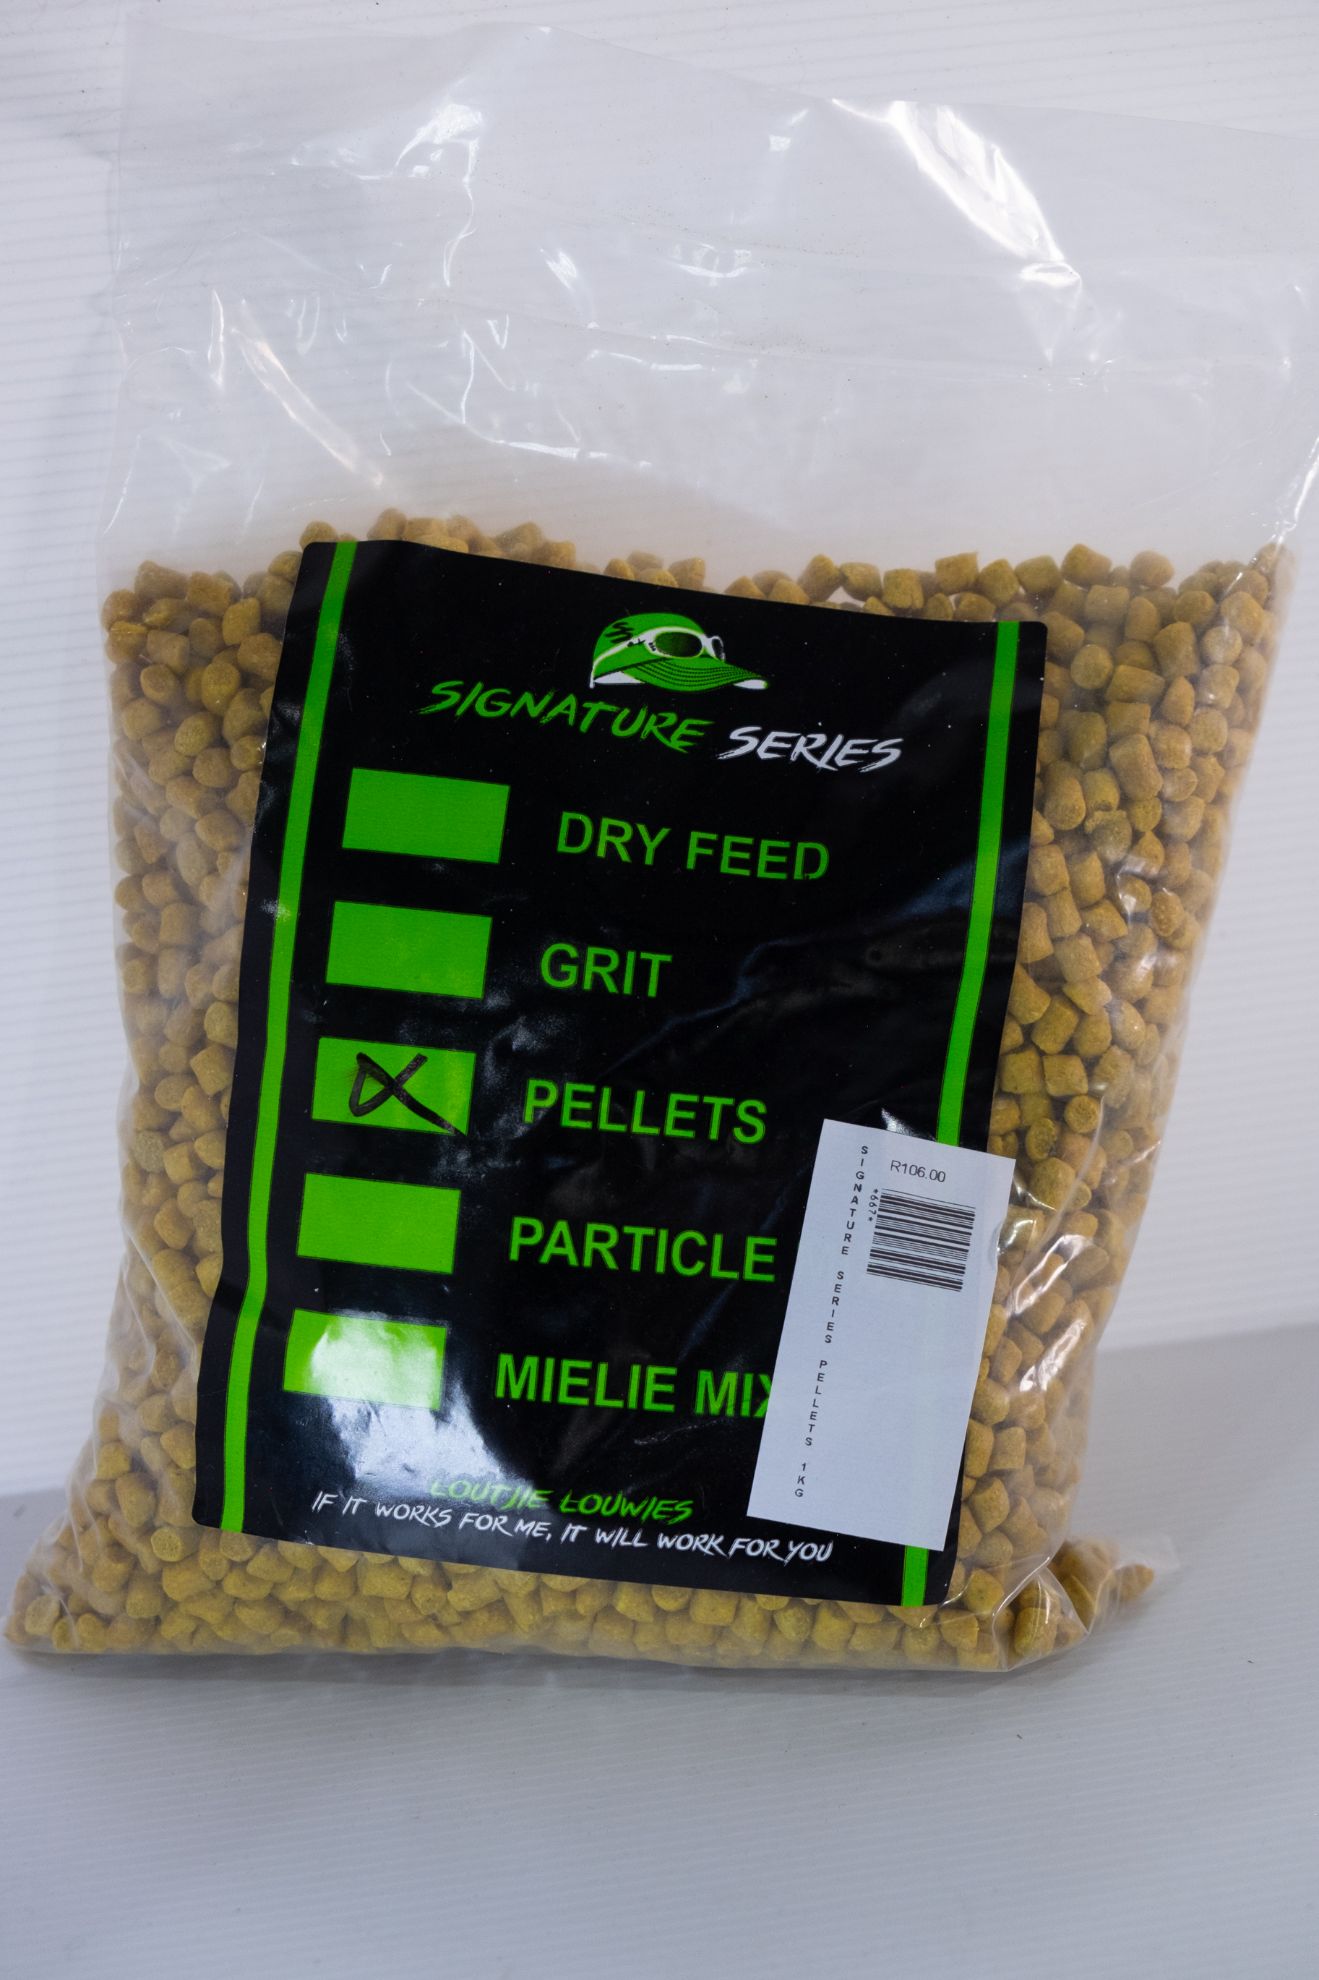 SIGNATURE SERIES
DRY FEED
GRIT
PELLETS
PARTICLE
MIELIE MIX
LOUTJIE LOUWIES
IF IT WORKS FOR ME, IT WILL WORK FOR YOU
R106.00
*667*
SIGNATURE SERIES PELLETS 1KG